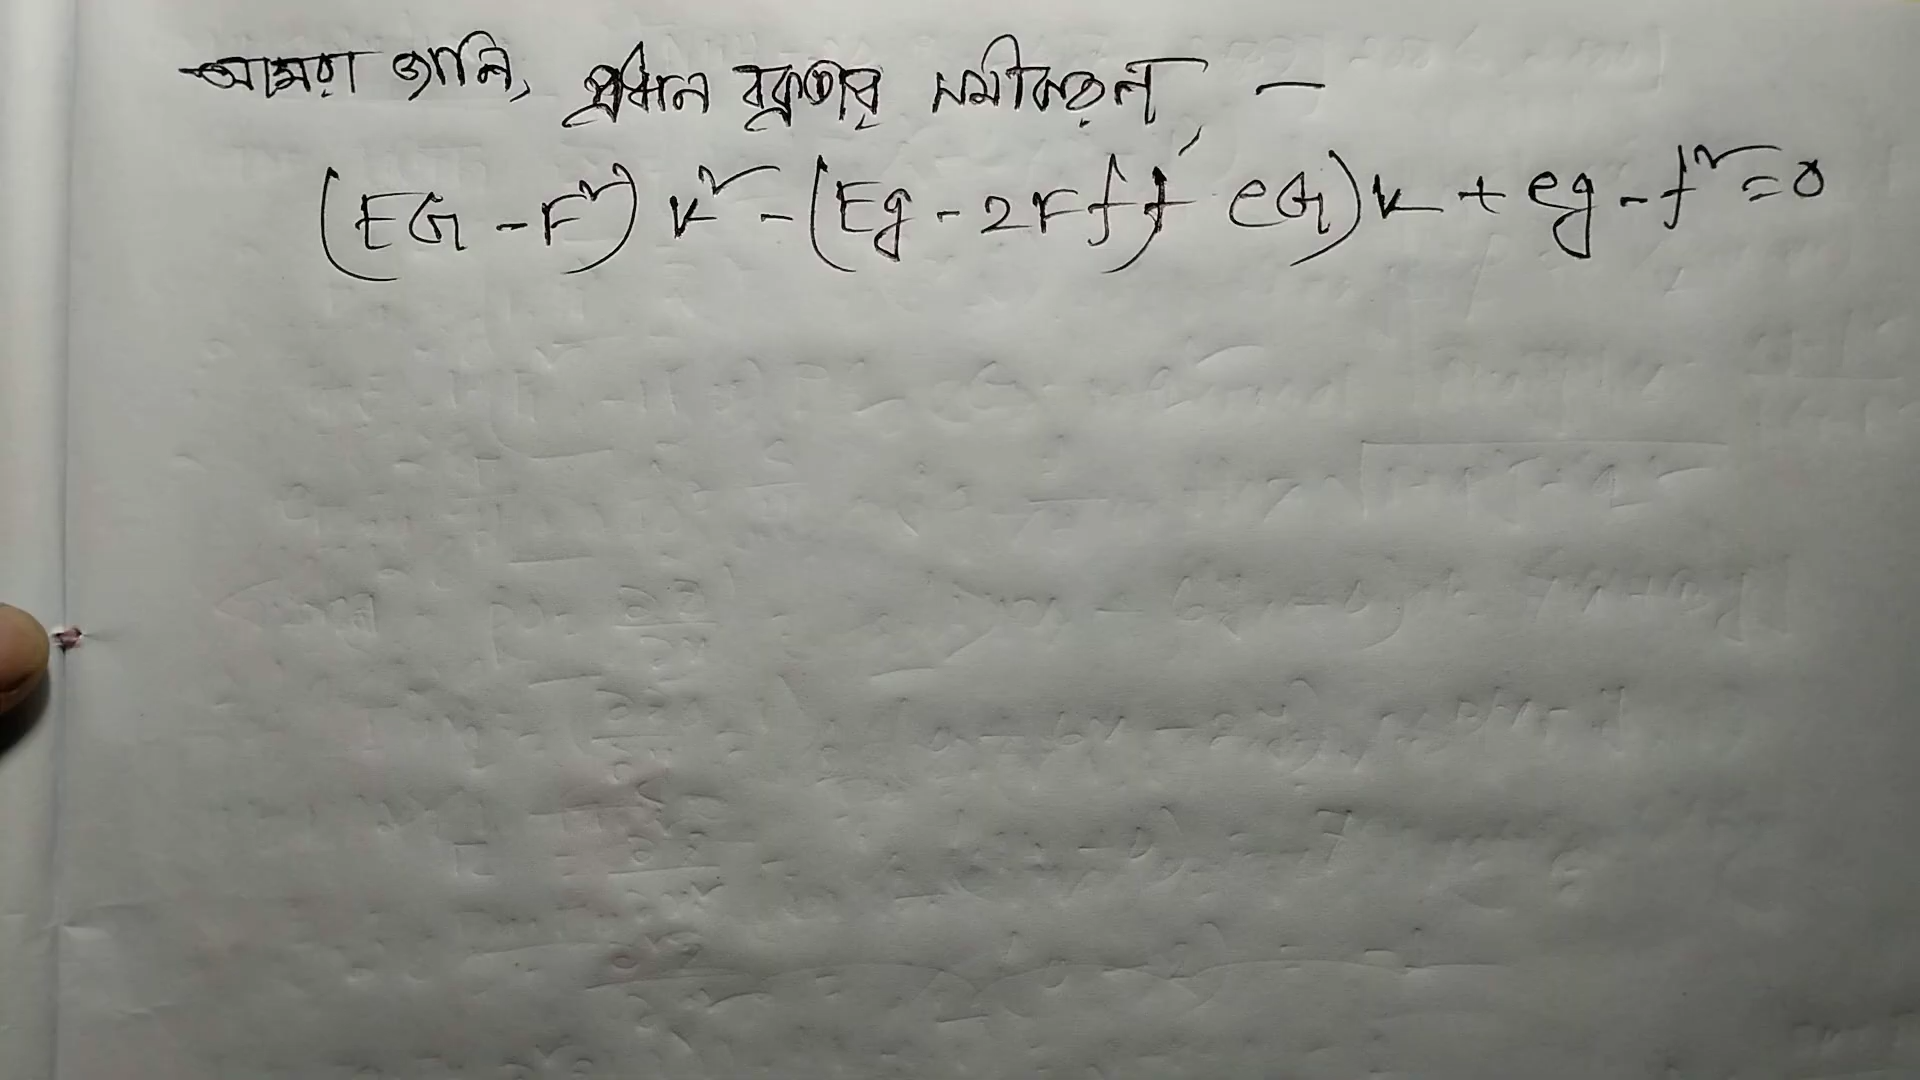 আমরা জানি, প্রধান বক্রতার সমীকরণ, -
(EG - F²) k² - (Eg - 2Ff + eG) k + eg - f² = 0